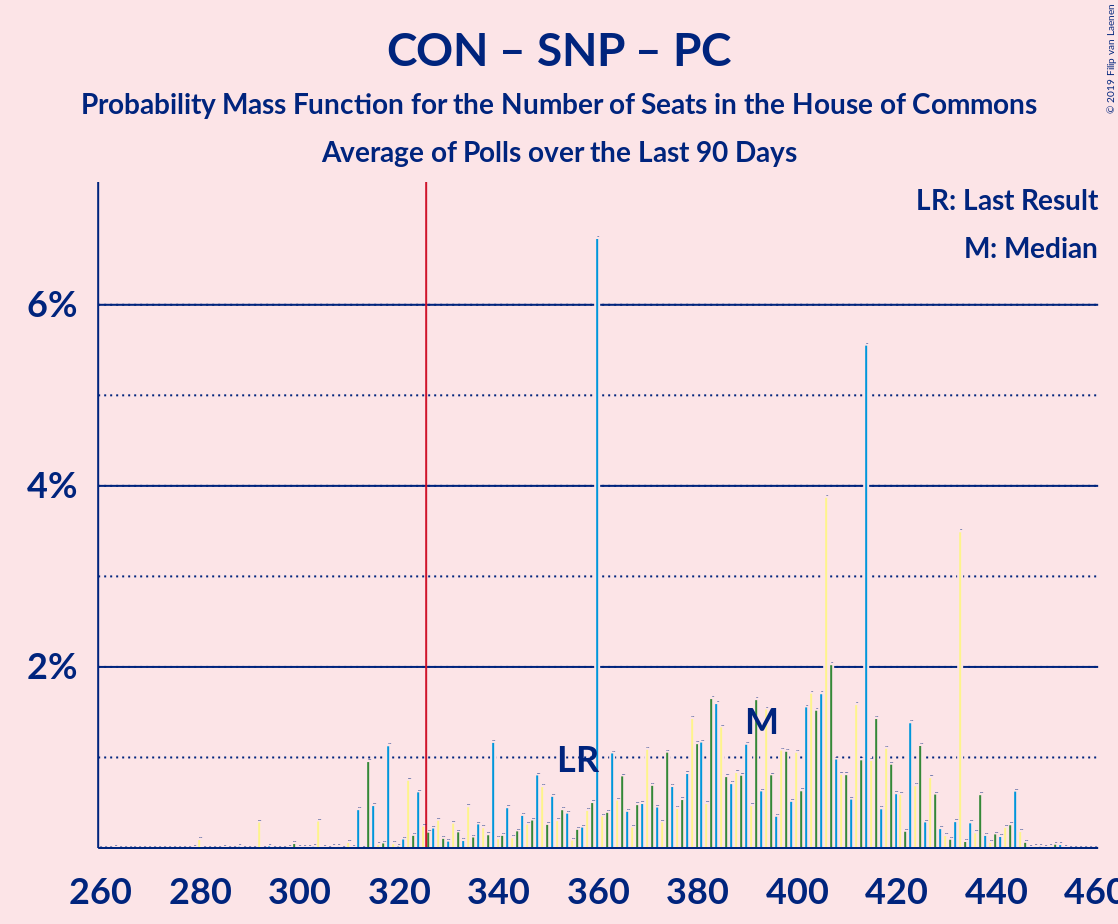 CON – SNP – PC
Probability Mass Function for the Number of Seats in the House of Commons
Average of Polls over the Last 90 Days
© 2019 Filip van Laenen
LR: Last Result
M: Median
6%
4%
2%
LR
M
260 280 300 320 340 360 380 400 420 440 460